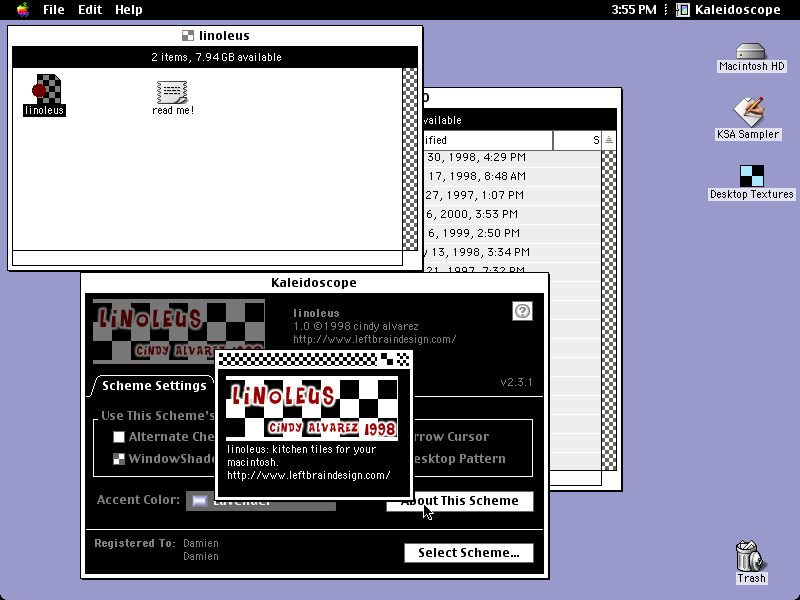 File Edit Help
3:55 PM Kaleidoscope
linoleus
2 items, 7.94GB available
linoleus
read me!
Macintosh HD
KSA Sampler
Desktop Textures
30, 1998, 4:29 PM
17, 1998, 8:48 AM
27, 1997, 1:07 PM
6, 2000, 3:53 PM
6, 1999, 2:50 PM
13, 1998, 3:34 PM
21, 1997, 7:32 PM
Kaleidoscope
LiNOLEUS
CiNDY ALVAREZ
linoleus
1.0 ©1998 cindy alvarez
http://www.leftbraindesign.com/
v2.3.1
Scheme Settings
Use This Scheme's
Alternate Che
WindowShad
rrow Cursor
esktop Pattern
LiNOLEUS
CiNDY ALVAREZ 1998
linoleus: kitchen tiles for your
macintosh.
http://www.leftbraindesign.com/
Accent Color: Lavender
About This Scheme
Registered To: Damien
Damien
Select Scheme...
Trash